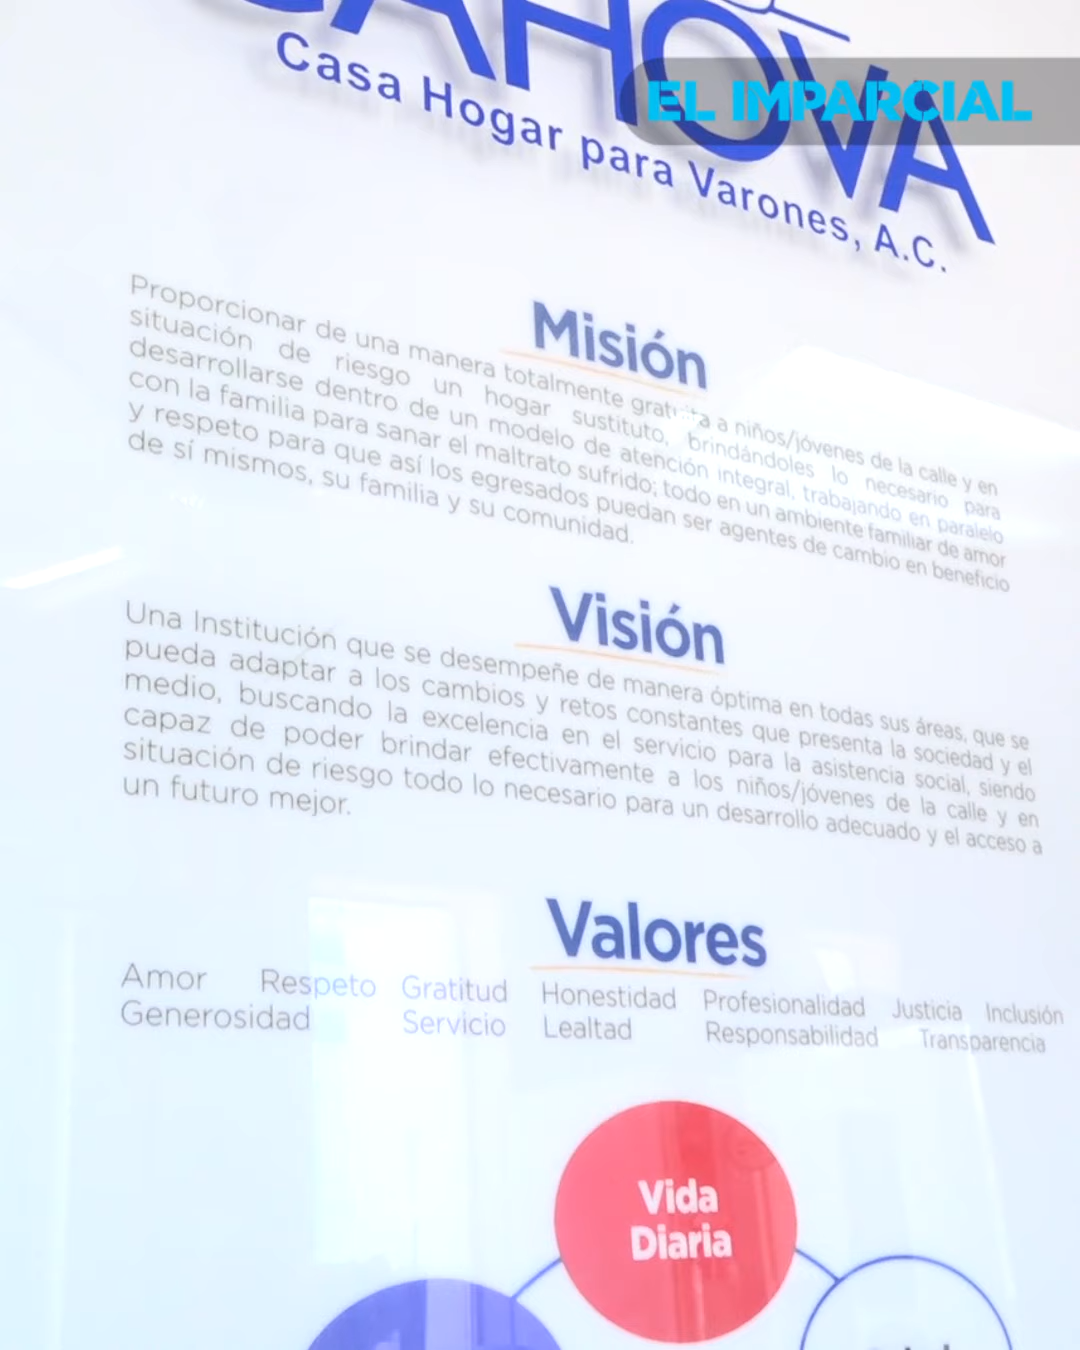 CAHOVA
EL IMPARCIAL
Casa Hogar para Varones, A.C.
Misión
Proporcionar de una manera totalmente gratuita a niños/jóvenes de la calle y en
situación de riesgo un hogar sustituto, brindándoles lo necesario para
desarrollarse dentro de un modelo de atención integral, trabajando en paralelo
con la familia para sanar el maltrato sufrido; todo en un ambiente familiar de amor
y respeto para que así los egresados puedan ser agentes de cambio en beneficio
de sí mismos, su familia y su comunidad.
Visión
Una Institución que se desempeñe de manera óptima en todas sus áreas, que se
pueda adaptar a los cambios y retos constantes que presenta la sociedad y el
medio, buscando la excelencia en el servicio para la asistencia social, siendo
capaz de poder brindar efectivamente a los niños/jóvenes de la calle y en
situación de riesgo todo lo necesario para un desarrollo adecuado y el acceso a
un futuro mejor.
Valores
Amor Respeto Gratitud Honestidad Profesionalidad Justicia Inclusión
Generosidad Servicio Lealtad Responsabilidad Transparencia
Vida
Diaria